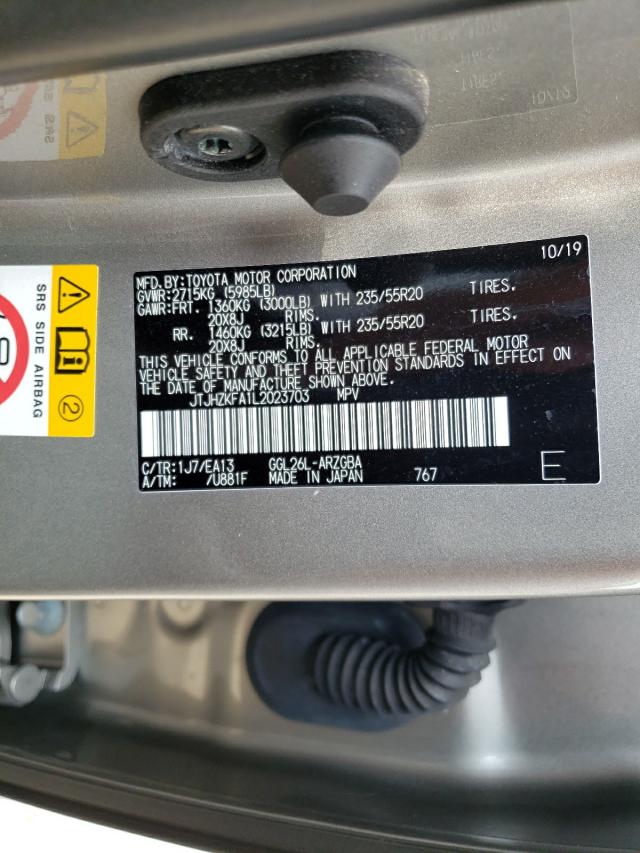 10/19
MFD.BY:TOYOTA MOTOR CORPORATION
GVWR:2715KG (5985LB)
GAWR:FRT. 1360KG (3000LB) WITH 235/55R20 TIRES.
20X8J RIMS.
RR. 1460KG (3215LB) WITH 235/55R20 TIRES.
20X8J RIMS.
THIS VEHICLE CONFORMS TO ALL APPLICABLE FEDERAL MOTOR
VEHICLE SAFETY AND THEFT PREVENTION STANDARDS IN EFFECT ON
THE DATE OF MANUFACTURE SHOWN ABOVE.
JTJHZKFA1L2023703 MPV
C/TR:1J7/EA13 GGL26L-ARZGBA
A/TM: /U881F MADE IN JAPAN 767 E
SRS SIDE AIRBAG
2